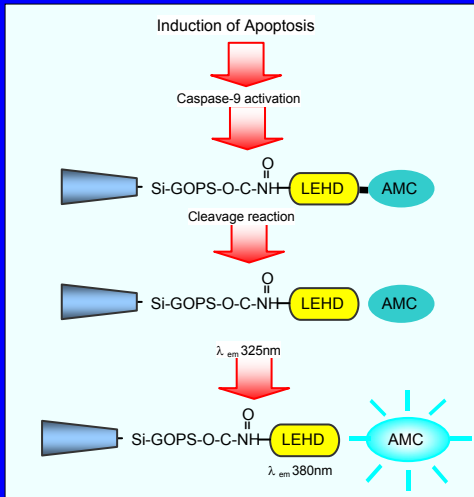 Induction of Apoptosis
Caspase-9 activation
O
Si-GOPS-O-C-NH LEHD AMC
Cleavage reaction
O
Si-GOPS-O-C-NH LEHD AMC
λ em 325nm
O
Si-GOPS-O-C-NH LEHD AMC
λ em 380nm